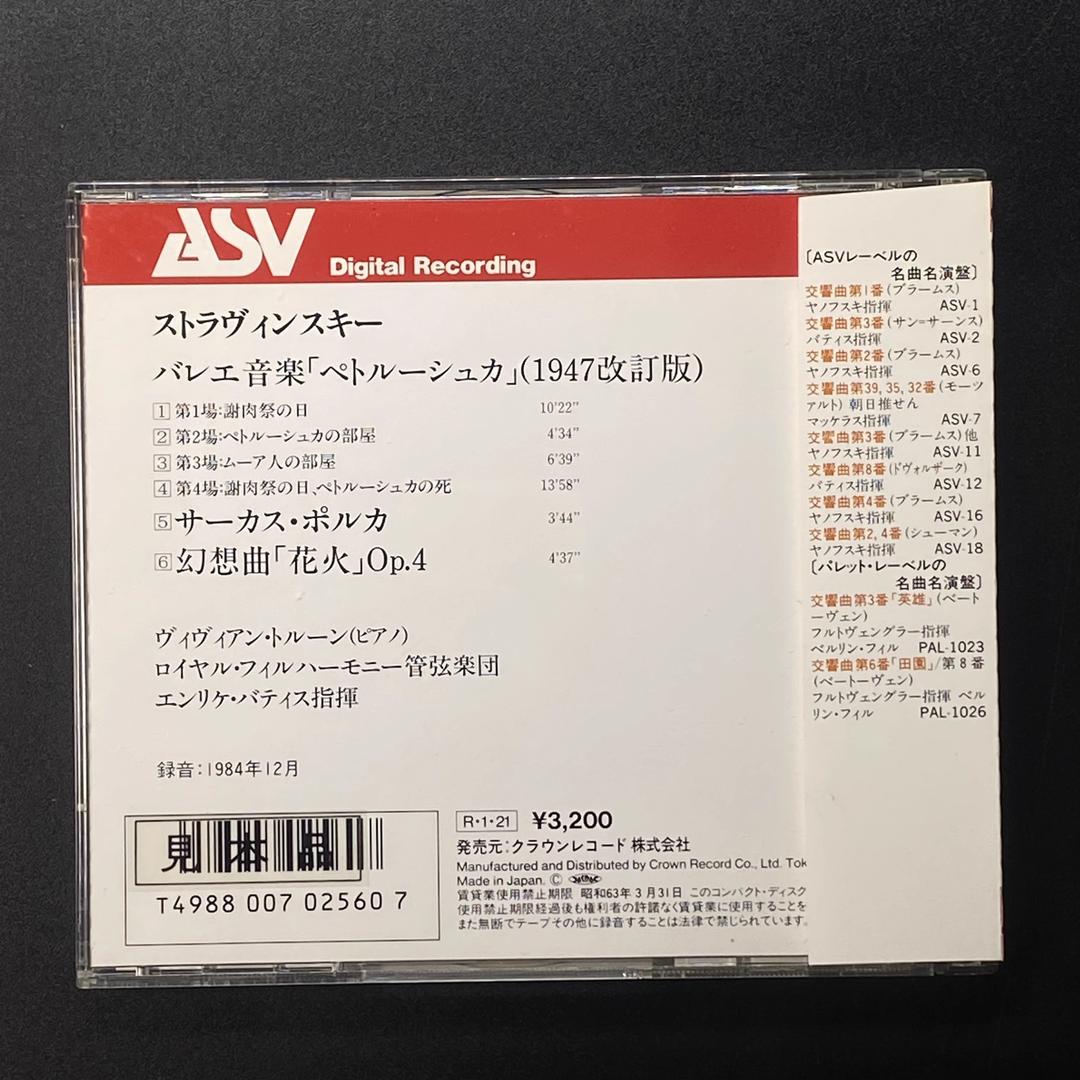 ASV
Digital Recording
ストラヴィンスキー
バレエ音楽「ペトルーシュカ」(1947改訂版)
1 第1場:謝肉祭の日 10'22"
2 第2場:ペトルーシュカの部屋 4'34"
3 第3場:ムーア人の部屋 6'39"
4 第4場:謝肉祭の日、ペトルーシュカの死 13'58"
5 サーカス・ポルカ 3'44"
6 幻想曲「花火」Op.4 4'37"
ヴィヴィアン・トルーン(ピアノ)
ロイヤル・フィルハーモニー管弦楽団
エンリケ・バティス指揮
録音:1984年12月
見本品
T4988 007 02560 7
R・1・21 ¥3,200
発売元:クラウンレコード株式会社
Manufactured and Distributed by Crown Record Co., Ltd. Tok
Made in Japan. Ⓒ
賃貸業使用禁止期限 昭和63年3月31日 このコンパクト・ディスク
使用禁止期限経過後も権利者の許諾なく賃貸業に使用することを
また無断でテープその他に録音することは法律で禁じられています。
〔ASVレーベルの
名曲名演盤〕
交響曲第1番(ブラームス)
ヤノフスキ指揮 ASV-1
交響曲第3番(サン=サーンス)
バティス指揮 ASV-2
交響曲第2番(ブラームス)
ヤノフスキ指揮 ASV-6
交響曲第39, 35, 32番(モーツ
ァルト) 朝日推せん
マッケラス指揮 ASV-7
交響曲第3番(ブラームス)他
ヤノフスキ指揮 ASV-11
交響曲第8番(ドヴォルザーク)
バティス指揮 ASV-12
交響曲第4番(ブラームス)
ヤノフスキ指揮 ASV-16
交響曲第2, 4番(シューマン)
ヤノフスキ指揮 ASV-18
〔パレット・レーベルの
名曲名演盤〕
交響曲第3番「英雄」(ベート
ーヴェン)
フルトヴェングラー指揮
ベルリン・フィル PAL-1023
交響曲第6番「田園」/第8番
(ベートーヴェン)
フルトヴェングラー指揮 ベル
リン・フィル PAL-1026